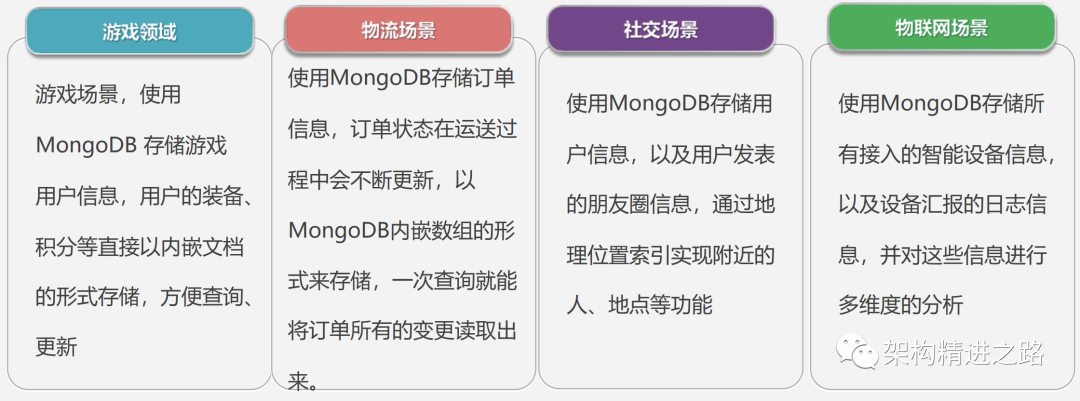 游戏领域
游戏场景，使用
MongoDB 存储游戏
用户信息，用户的装备、
积分等直接以内嵌文档
的形式存储，方便查询、
更新
物流场景
使用MongoDB存储订单
信息，订单状态在运送过
程中会不断更新，以
MongoDB内嵌数组的形
式来存储，一次查询就能
将订单所有的变更读取出
来。
社交场景
使用MongoDB存储用
户信息，以及用户发表
的朋友圈信息，通过地
理位置索引实现附近的
人、地点等功能
物联网场景
使用MongoDB存储所
有接入的智能设备信息，
以及设备汇报的日志信
息，并对这些信息进行
多维度的分析
架构精进之路